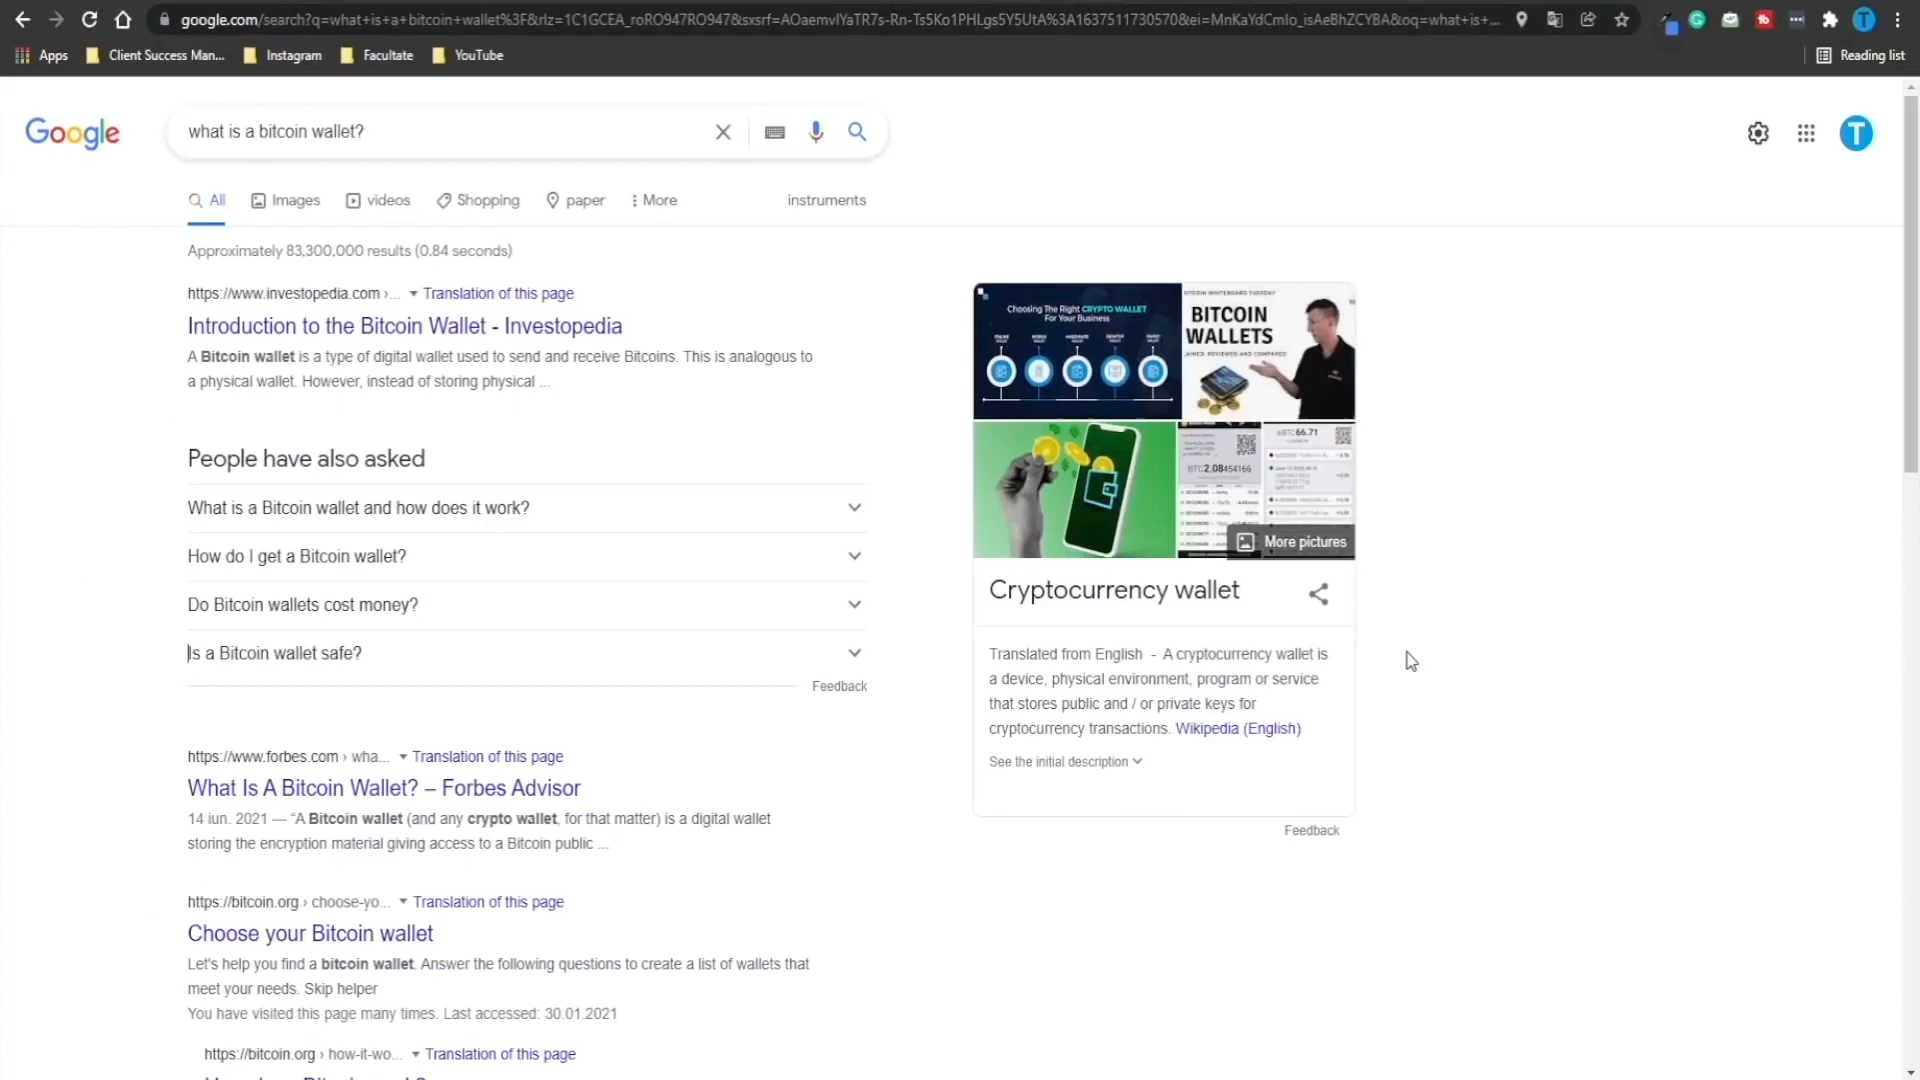 google.com/search?q=what+is+a+bitcoin+wallet%3F&rlz=1C1GCEA_roRO947RO947&sxsrf=AOaemvIYaTR7s-Rn-Ts5Ko1PHLgs5Y5UtA%3A1637511730570&ei=MnKaYdCmIo_isAeBhZCYBA&oq=what+is+...
Apps
Client Success Man...
Instagram
Facultate
YouTube
Reading list
Google
what is a bitcoin wallet?
T
All
Images
videos
Shopping
paper
More
instruments
Approximately 83,300,000 results (0.84 seconds)
https://www.investopedia.com ›... Translation of this page
Introduction to the Bitcoin Wallet - Investopedia
A Bitcoin wallet is a type of digital wallet used to send and receive Bitcoins. This is analogous to
a physical wallet. However, instead of storing physical ...
People have also asked
What is a Bitcoin wallet and how does it work?
How do I get a Bitcoin wallet?
Do Bitcoin wallets cost money?
Is a Bitcoin wallet safe?
Feedback
https://www.forbes.com › wha... Translation of this page
What Is A Bitcoin Wallet? – Forbes Advisor
14 iun. 2021 — “A Bitcoin wallet (and any crypto wallet, for that matter) is a digital wallet
storing the encryption material giving access to a Bitcoin public ...
https://bitcoin.org › choose-yo... Translation of this page
Choose your Bitcoin wallet
Let's help you find a bitcoin wallet. Answer the following questions to create a list of wallets that
meet your needs. Skip helper
You have visited this page many times. Last accessed: 30.01.2021
https://bitcoin.org › how-it-wo... Translation of this page
Choosing The Right CRYPTO WALLET
For Your Business
BITCOIN WHITEBOARD TUESDAY
BITCOIN
WALLETS
REVIEWED AND COMPARED
BTC2.08454166
66.71
More pictures
Cryptocurrency wallet
Translated from English - A cryptocurrency wallet is
a device, physical environment, program or service
that stores public and / or private keys for
cryptocurrency transactions. Wikipedia (English)
See the initial description
Feedback